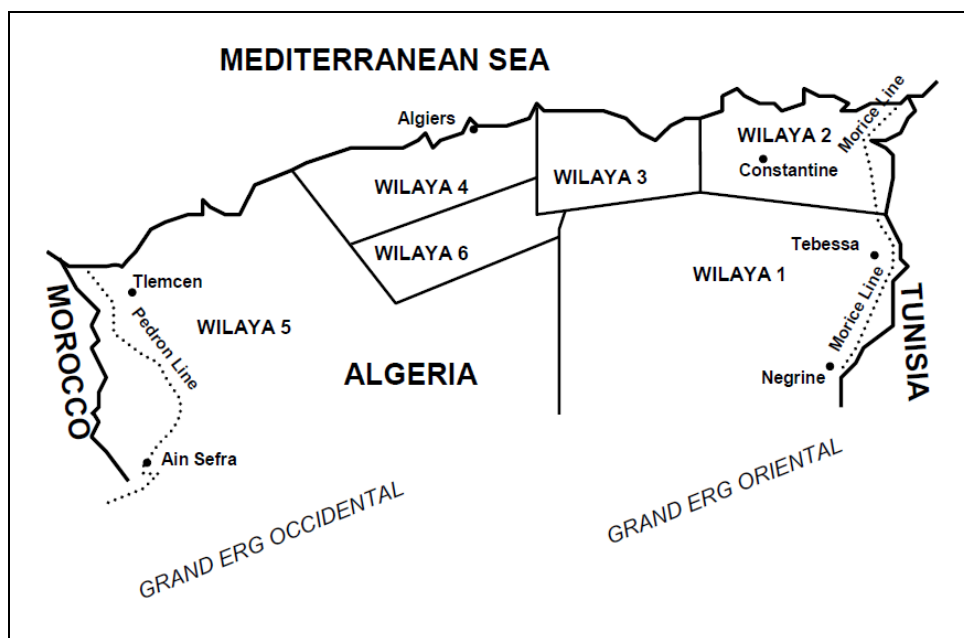 MEDITERRANEAN SEA
Algiers
Morice Line
WILAYA 2
Constantine
WILAYA 4
WILAYA 3
WILAYA 6
Tebessa
WILAYA 1
Tlemcen
MOROCCO
Pedron Line
WILAYA 5
Morice Line
TUNISIA
ALGERIA
Negrine
Ain Sefra
GRAND ERG OCCIDENTAL
GRAND ERG ORIENTAL